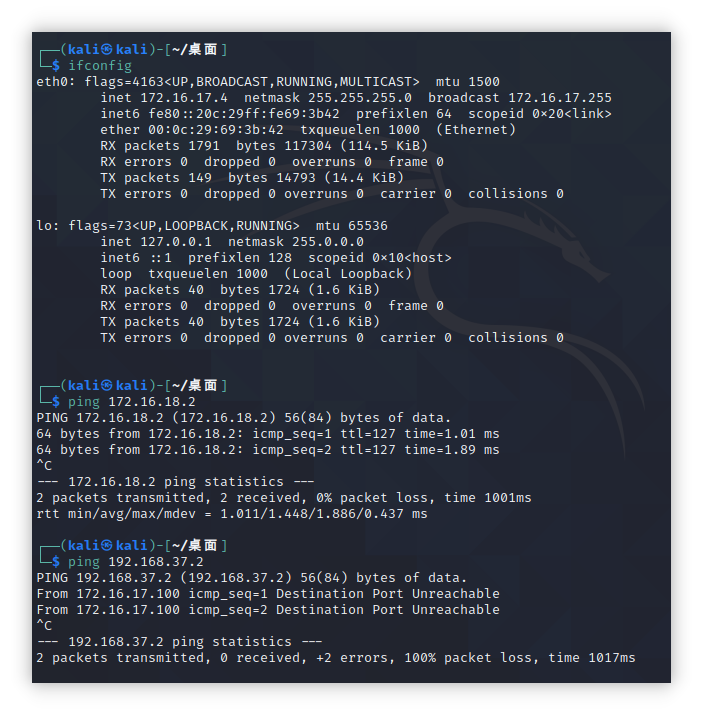 ┌──(kali㉿kali)-[~/桌面]
└─$ ifconfig
eth0: flags=4163<UP,BROADCAST,RUNNING,MULTICAST>  mtu 1500
        inet 172.16.17.4  netmask 255.255.255.0  broadcast 172.16.17.255
        inet6 fe80::20c:29ff:fe69:3b42  prefixlen 64  scopeid 0×20<link>
        ether 00:0c:29:69:3b:42  txqueuelen 1000  (Ethernet)
        RX packets 1791  bytes 117304 (114.5 KiB)
        RX errors 0  dropped 0  overruns 0  frame 0
        TX packets 149  bytes 14793 (14.4 KiB)
        TX errors 0  dropped 0 overruns 0  carrier 0  collisions 0

lo: flags=73<UP,LOOPBACK,RUNNING>  mtu 65536
        inet 127.0.0.1  netmask 255.0.0.0
        inet6 ::1  prefixlen 128  scopeid 0×10<host>
        loop  txqueuelen 1000  (Local Loopback)
        RX packets 40  bytes 1724 (1.6 KiB)
        RX errors 0  dropped 0  overruns 0  frame 0
        TX packets 40  bytes 1724 (1.6 KiB)
        TX errors 0  dropped 0 overruns 0  carrier 0  collisions 0

┌──(kali㉿kali)-[~/桌面]
└─$ ping 172.16.18.2
PING 172.16.18.2 (172.16.18.2) 56(84) bytes of data.
64 bytes from 172.16.18.2: icmp_seq=1 ttl=127 time=1.01 ms
64 bytes from 172.16.18.2: icmp_seq=2 ttl=127 time=1.89 ms
^C
--- 172.16.18.2 ping statistics ---
2 packets transmitted, 2 received, 0% packet loss, time 1001ms
rtt min/avg/max/mdev = 1.011/1.448/1.886/0.437 ms

┌──(kali㉿kali)-[~/桌面]
└─$ ping 192.168.37.2
PING 192.168.37.2 (192.168.37.2) 56(84) bytes of data.
From 172.16.17.100 icmp_seq=1 Destination Port Unreachable
From 172.16.17.100 icmp_seq=2 Destination Port Unreachable
^C
--- 192.168.37.2 ping statistics ---
2 packets transmitted, 0 received, +2 errors, 100% packet loss, time 1017ms